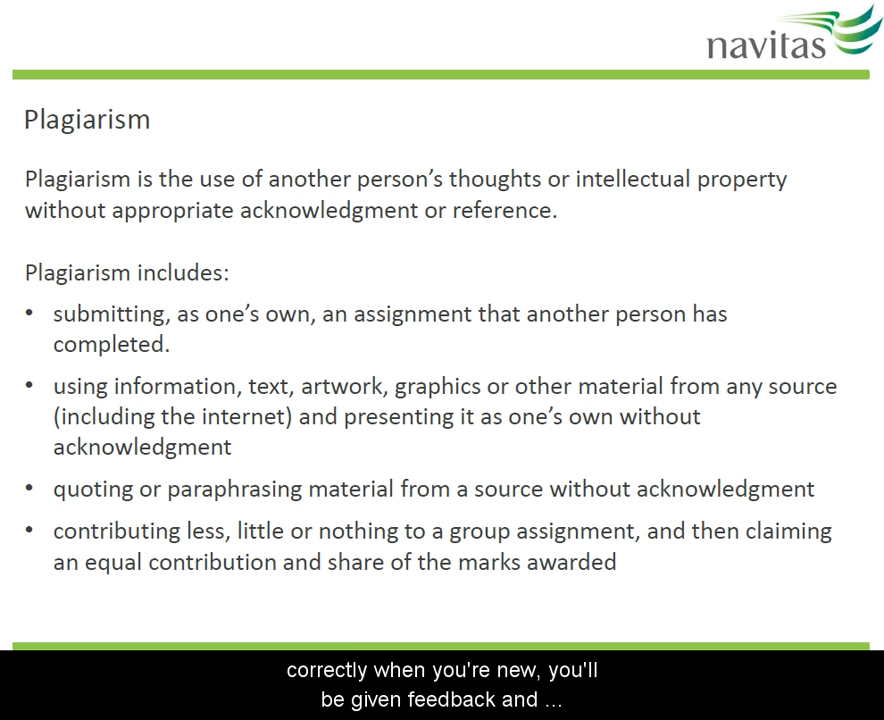 navitas
Plagiarism
Plagiarism is the use of another person's thoughts or intellectual property
without appropriate acknowledgment or reference.
Plagiarism includes:
• submitting, as one's own, an assignment that another person has
completed.
• using information, text, artwork, graphics or other material from any source
(including the internet) and presenting it as one's own without
acknowledgment
• quoting or paraphrasing material from a source without acknowledgment
• contributing less, little or nothing to a group assignment, and then claiming
an equal contribution and share of the marks awarded
correctly when you're new, you'll
be given feedback and ...